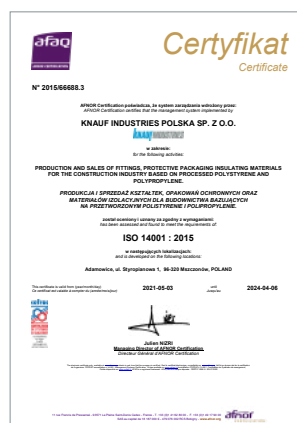 afaq
Certyfikat
Certificate
N° 2015/66688.3
AFNOR Certification poświadcza, że system zarządzania wdrożony przez:
AFNOR Certification certifies that the management system implemented by
KNAUF INDUSTRIES POLSKA SP. Z O.O.
KNAUF INDUSTRIES
w zakresie:
for the following activities:
PRODUCTION AND SALES OF FITTINGS, PROTECTIVE PACKAGING INSULATING MATERIALS
FOR THE CONSTRUCTION INDUSTRY BASED ON PROCESSED POLYSTYRENE AND
POLYPROPYLENE.
PRODUKCJA I SPRZEDAŻ KSZTAŁTEK, OPAKOWAŃ OCHRONNYCH ORAZ
MATERIAŁÓW IZOLACYJNYCH DLA BUDOWNICTWA BAZUJĄCYCH
NA PRZETWORZONYM POLISTYRENIE I POLIPROPYLENIE.
został oceniony i uznany za zgodny z wymaganiami:
has been assessed and found to meet the requirements of:
ISO 14001 : 2015
w następujących lokalizacjach:
and is developed on the following locations:
Adamowice, ul. Styropianowa 1, 96-320 Mszczonów, POLAND
2021-05-03
2024-04-06
Julien NIZRI
Managing Director of AFNOR Certification
Directeur Général d'AFNOR Certification
afnor